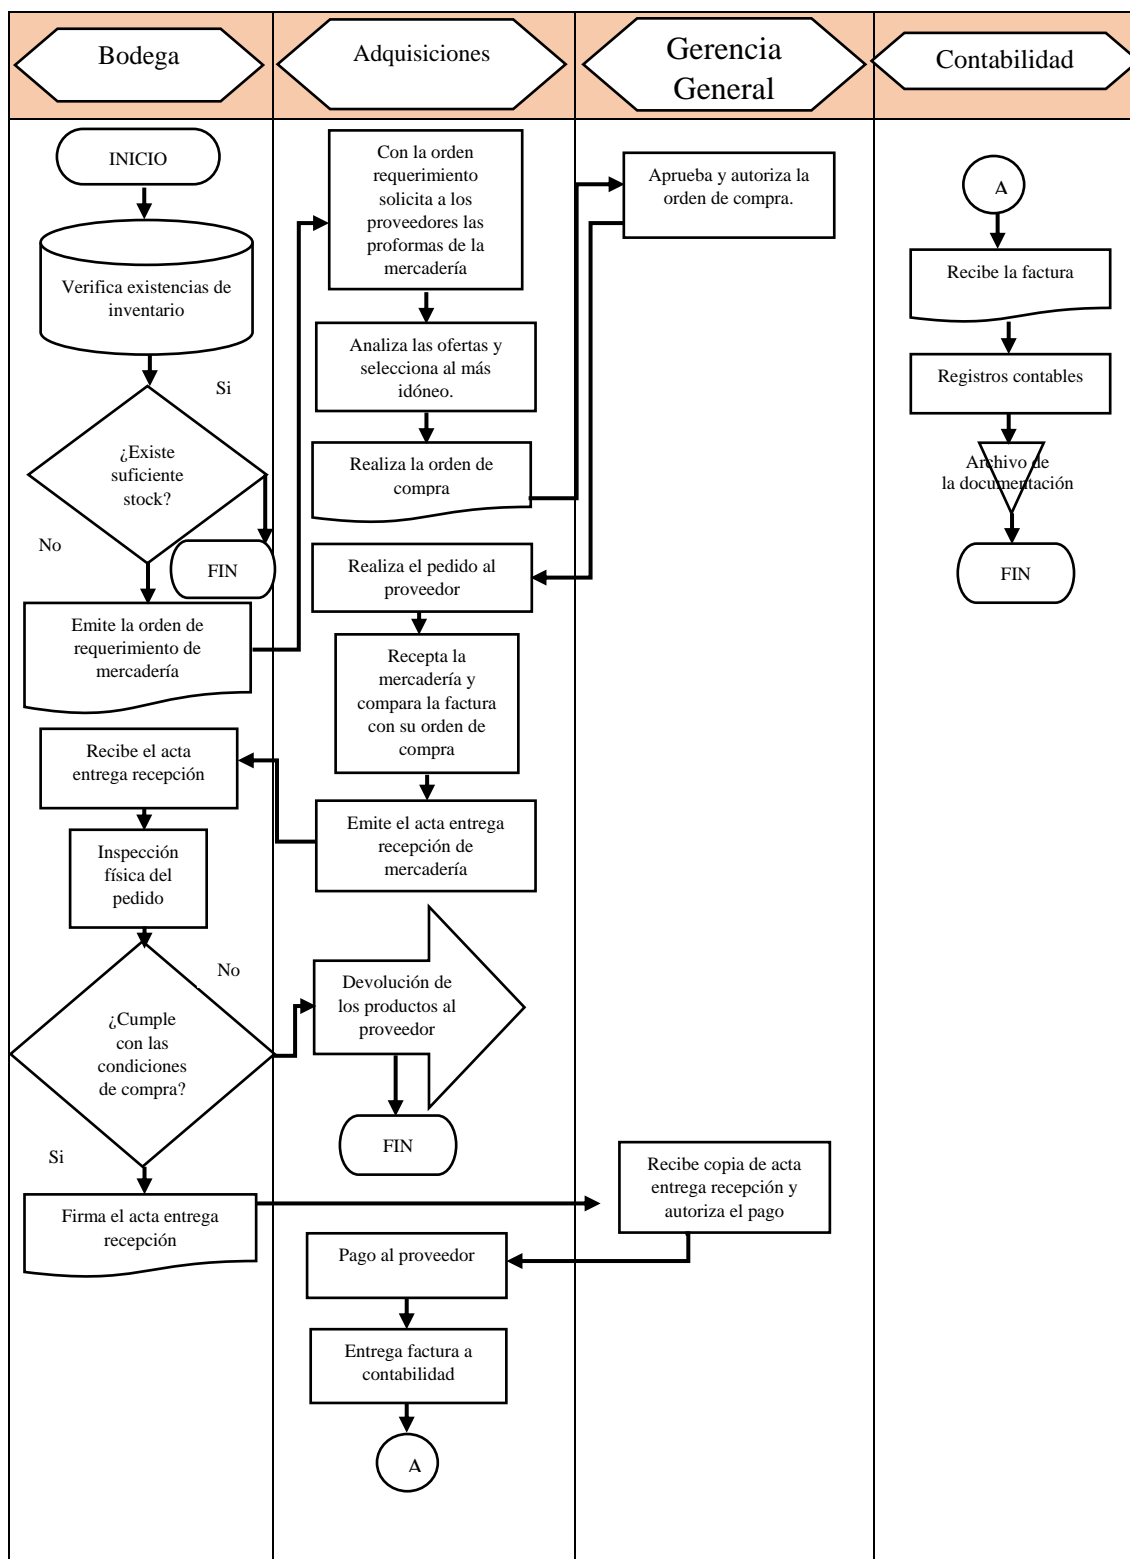 Bodega
Adquisiciones
Gerencia
General
Contabilidad
INICIO
Verifica existencias de
inventario
Si
¿Existe
suficiente
stock?
No
FIN
Emite la orden de
requerimiento de
mercadería
Recibe el acta
entrega recepción
Inspección
física del
pedido
No
¿Cumple
con las
condiciones
de compra?
Si
Firma el acta entrega
recepción
Con la orden
requerimiento
solicita a los
proveedores las
proformas de la
mercadería
Analiza las ofertas y
selecciona al más
idóneo.
Realiza la orden de
compra
Realiza el pedido al
proveedor
Recepta la
mercadería y
compara la factura
con su orden de
compra
Emite el acta entrega
recepción de
mercadería
Devolución de
los productos al
proveedor
FIN
Pago al proveedor
Entrega factura a
contabilidad
A
Aprueba y autoriza la
orden de compra.
Recibe copia de acta
entrega recepción y
autoriza el pago
A
Recibe la factura
Registros contables
Archivo de
la documentación
FIN